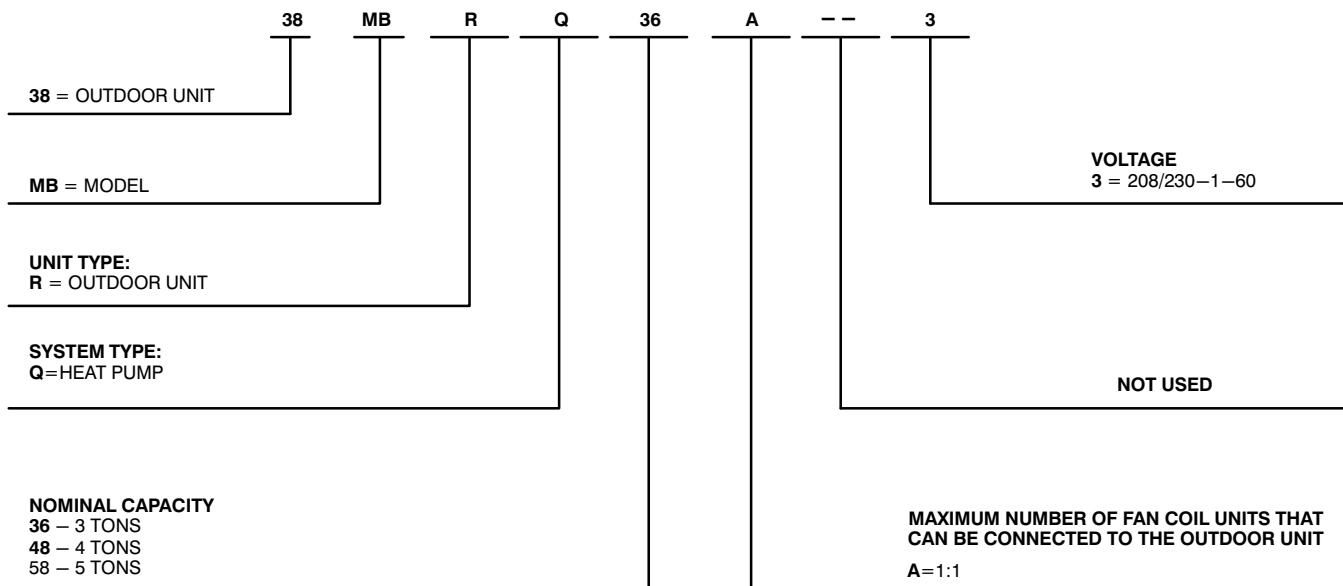 38 MB R Q 36 A – – 3
38 = OUTDOOR UNIT
MB = MODEL
VOLTAGE
3 = 208/230–1–60
UNIT TYPE:
R = OUTDOOR UNIT
SYSTEM TYPE:
Q=HEAT PUMP
NOT USED
NOMINAL CAPACITY
36 – 3 TONS
48 – 4 TONS
58 – 5 TONS
MAXIMUM NUMBER OF FAN COIL UNITS THAT
CAN BE CONNECTED TO THE OUTDOOR UNIT
A=1:1